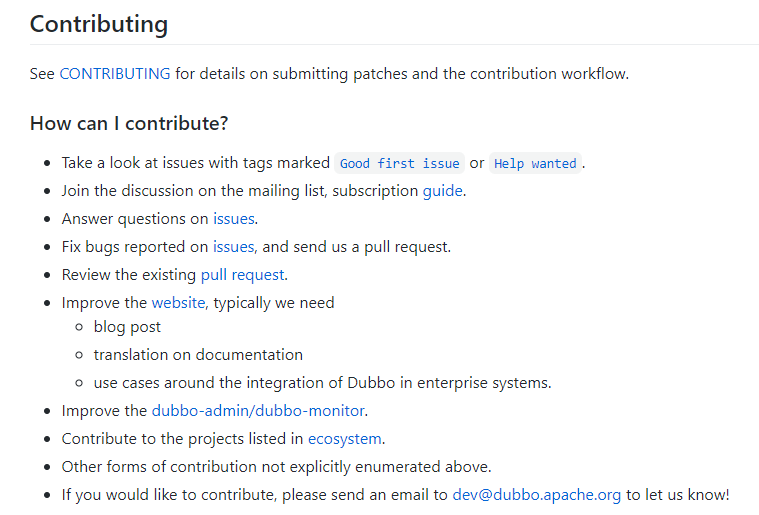 Contributing
See CONTRIBUTING for details on submitting patches and the contribution workflow.
How can I contribute?
Take a look at issues with tags marked Good first issue or Help wanted.
Join the discussion on the mailing list, subscription guide.
Answer questions on issues.
Fix bugs reported on issues, and send us a pull request.
Review the existing pull request.
Improve the website, typically we need
blog post
translation on documentation
use cases around the integration of Dubbo in enterprise systems.
Improve the dubbo-admin/dubbo-monitor.
Contribute to the projects listed in ecosystem.
Other forms of contribution not explicitly enumerated above.
If you would like to contribute, please send an email to dev@dubbo.apache.org to let us know!